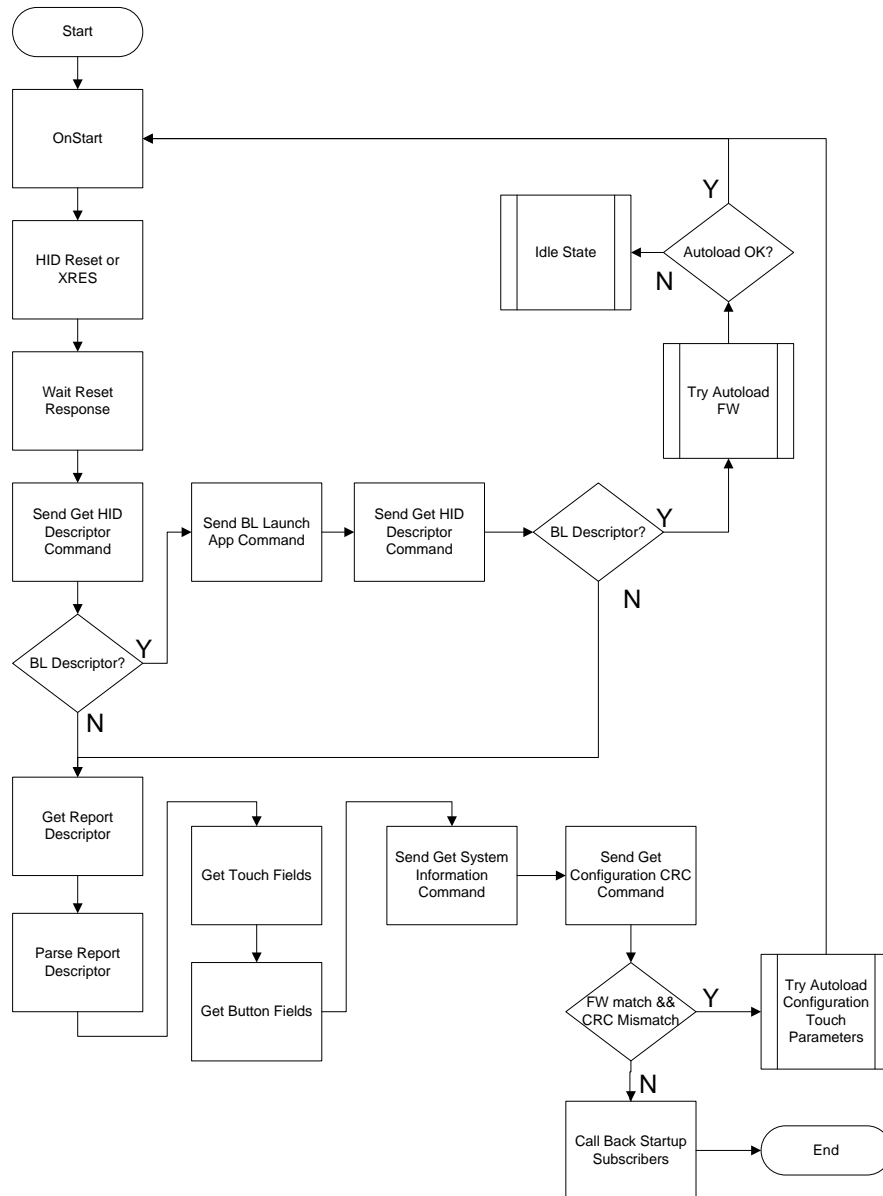 Start
OnStart
HID Reset or
XRES
Wait Reset
Response
Send Get HID
Descriptor
Command
BL Descriptor?
Y
N
Send BL Launch
App Command
Send Get HID
Descriptor
Command
BL Descriptor?
Y
N
Try Autoload
FW
Autoload OK?
Y
N
Idle State
Get Report
Descriptor
Parse Report
Descriptor
Get Touch Fields
Get Button Fields
Send Get System
Information
Command
Send Get
Configuration CRC
Command
FW match &&
CRC Mismatch
Y
N
Try Autoload
Configuration
Touch
Parameters
Call Back Startup
Subscribers
End